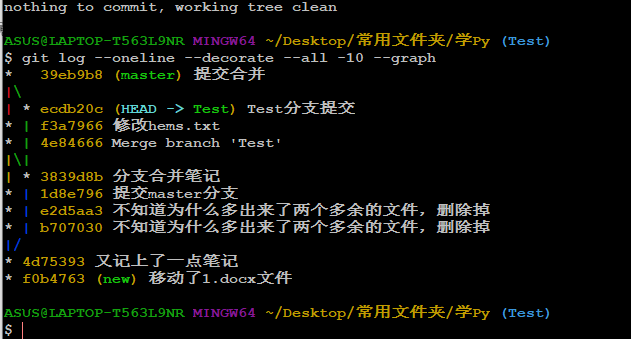 nothing to commit, working tree clean
ASUS@LAPTOP-T563L9NR MINGW64 ~/Desktop/常用文件夹/学Py (Test)
$ git log --oneline --decorate --all -10 --graph
*   39eb9b8 (master) 提交合并
|\
| * ecdb20c (HEAD -> Test) Test分支提交
* | f3a7966 修改hems.txt
* | 4e84666 Merge branch 'Test'
|\|
| * 3839d8b 分支合并笔记
* | 1d8e796 提交master分支
* | e2d5aa3 不知道为什么多出来了两个多余的文件，删除掉
* | b707030 不知道为什么多出来了两个多余的文件，删除掉
|/
* 4d75393 又记上了一点笔记
* f0b4763 (new) 移动了1.docx文件
ASUS@LAPTOP-T563L9NR MINGW64 ~/Desktop/常用文件夹/学Py (Test)
$